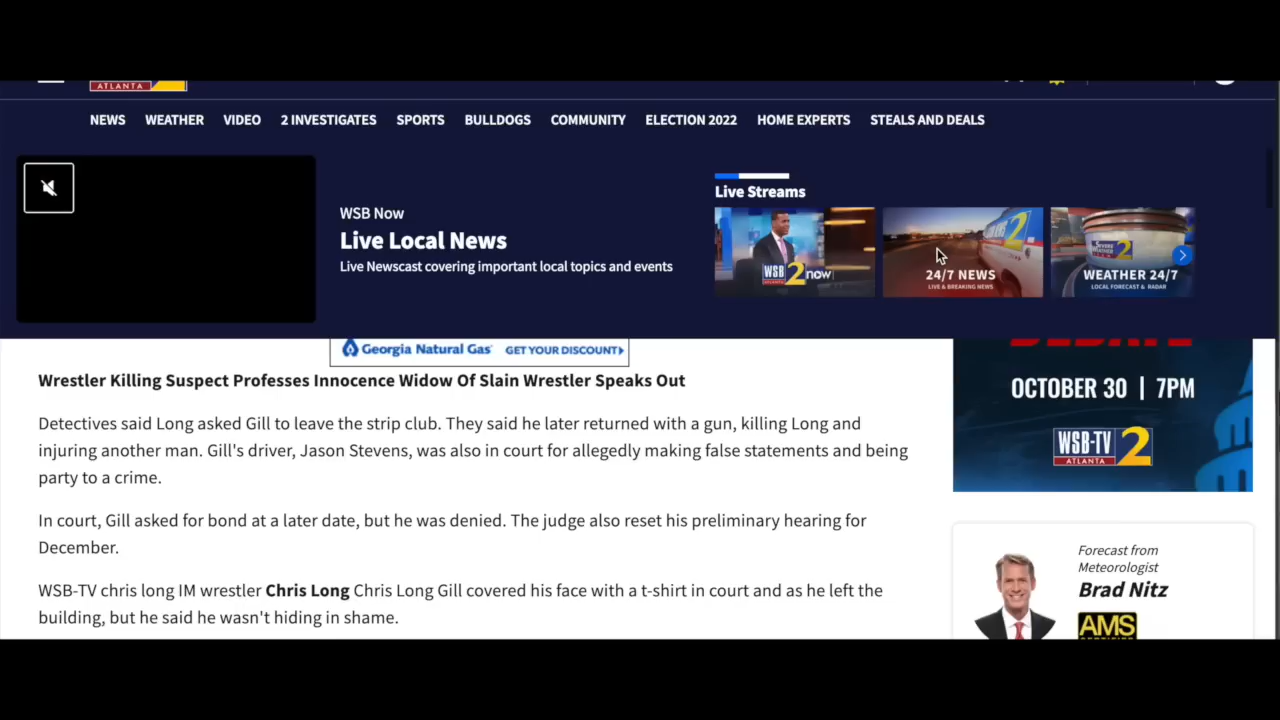 ATLANTA
NEWS WEATHER VIDEO 2 INVESTIGATES SPORTS BULLDOGS COMMUNITY ELECTION 2022 HOME EXPERTS STEALS AND DEALS
WSB Now
Live Local News
Live Newscast covering important local topics and events
Live Streams
WSB 2 now
ATLANTA
2
24/7 NEWS
LIVE & BREAKING NEWS
Severe Weather 2
WEATHER 24/7
LOCAL FORECAST & RADAR
Georgia Natural Gas GET YOUR DISCOUNT
Wrestler Killing Suspect Professes Innocence Widow Of Slain Wrestler Speaks Out
Detectives said Long asked Gill to leave the strip club. They said he later returned with a gun, killing Long and
injuring another man. Gill's driver, Jason Stevens, was also in court for allegedly making false statements and being
party to a crime.
In court, Gill asked for bond at a later date, but he was denied. The judge also reset his preliminary hearing for
December.
WSB-TV chris long IM wrestler Chris Long Chris Long Gill covered his face with a t-shirt in court and as he left the
building, but he said he wasn't hiding in shame.
DEBATE
OCTOBER 30 | 7PM
WSB-TV 2
ATLANTA
Forecast from
Meteorologist
Brad Nitz
AMS